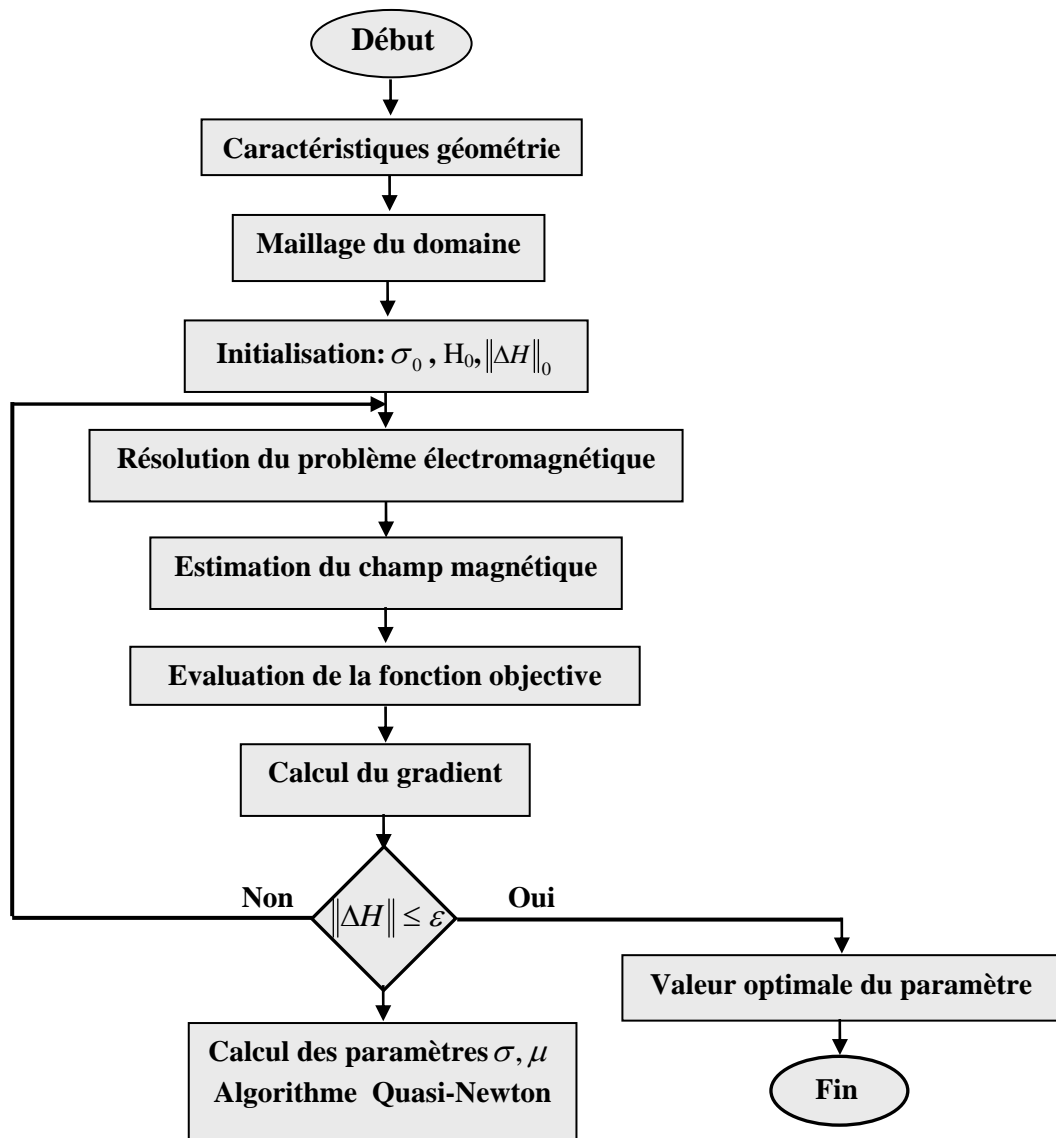 Début
Caractéristiques géométrie
Maillage du domaine
Initialisation: σ₀ , H₀, ‖ΔH‖₀
Résolution du problème électromagnétique
Estimation du champ magnétique
Evaluation de la fonction objective
Calcul du gradient
Non
Oui
‖ΔH‖ ≤ ε
Valeur optimale du paramètre
Calcul des paramètres σ, μ
Algorithme Quasi-Newton
Fin